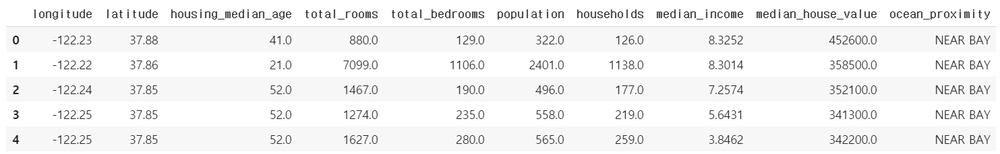 longitude latitude housing_median_age total_rooms total_bedrooms population households median_income median_house_value ocean_proximity
0 -122.23 37.88 41.0 880.0 129.0 322.0 126.0 8.3252 452600.0 NEAR BAY
1 -122.22 37.86 21.0 7099.0 1106.0 2401.0 1138.0 8.3014 358500.0 NEAR BAY
2 -122.24 37.85 52.0 1467.0 190.0 496.0 177.0 7.2574 352100.0 NEAR BAY
3 -122.25 37.85 52.0 1274.0 235.0 558.0 219.0 5.6431 341300.0 NEAR BAY
4 -122.25 37.85 52.0 1627.0 280.0 565.0 259.0 3.8462 342200.0 NEAR BAY